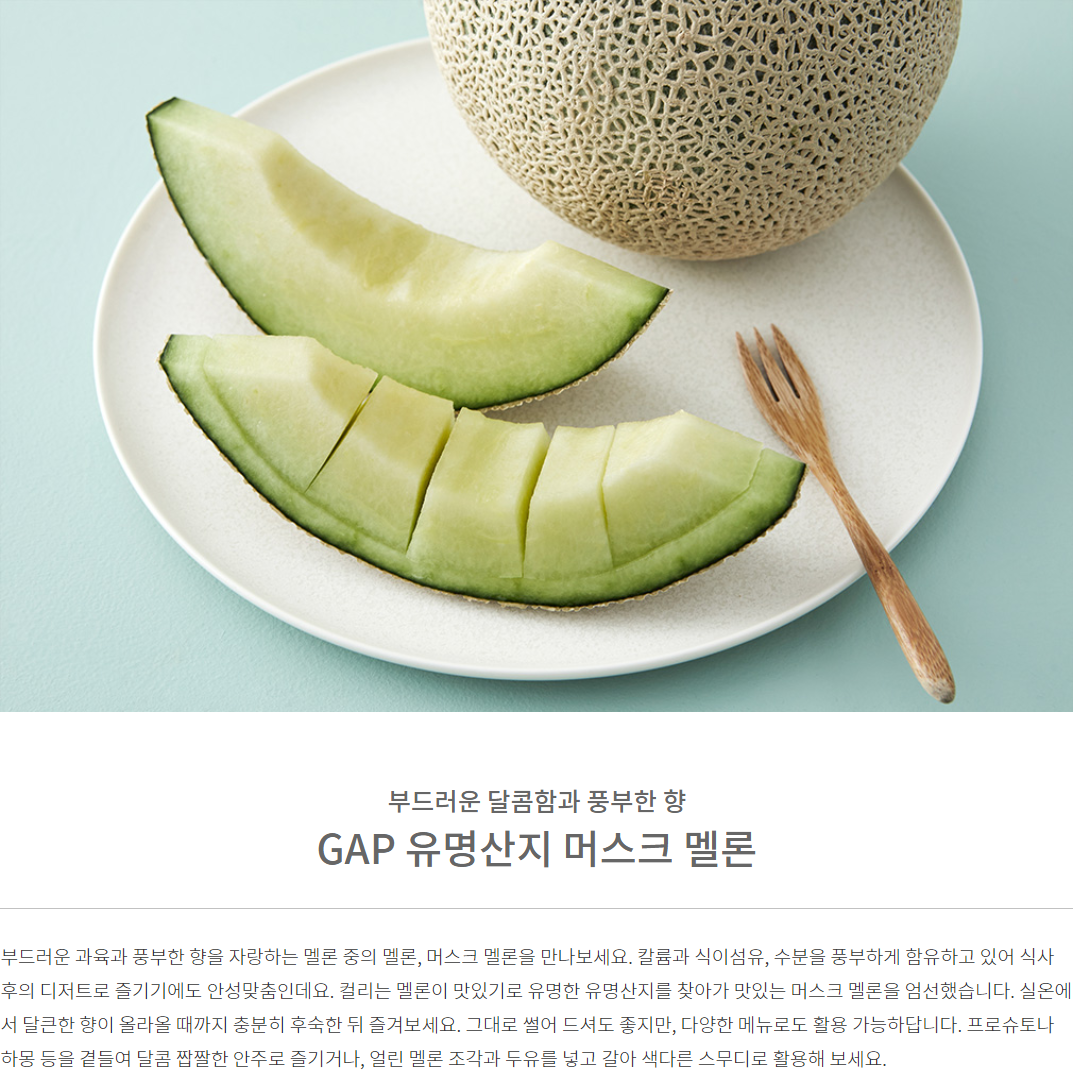 부드러운 달콤함과 풍부한 향
GAP 유명산지 머스크 멜론
부드러운 과육과 풍부한 향을 자랑하는 멜론 중의 멜론, 머스크 멜론을 만나보세요. 칼륨과 식이섬유, 수분을 풍부하게 함유하고 있어 식사
후의 디저트로 즐기기에도 안성맞춤인데요. 컬리는 멜론이 맛있기로 유명한 유명산지를 찾아가 맛있는 머스크 멜론을 엄선했습니다. 실온에
서 달큰한 향이 올라올 때까지 충분히 후숙한 뒤 즐겨보세요. 그대로 썰어 드셔도 좋지만, 다양한 메뉴로도 활용 가능하답니다. 프로슈토나
하몽 등을 곁들여 달콤 짭짤한 안주로 즐기거나, 얼린 멜론 조각과 두유를 넣고 갈아 색다른 스무디로 활용해 보세요.